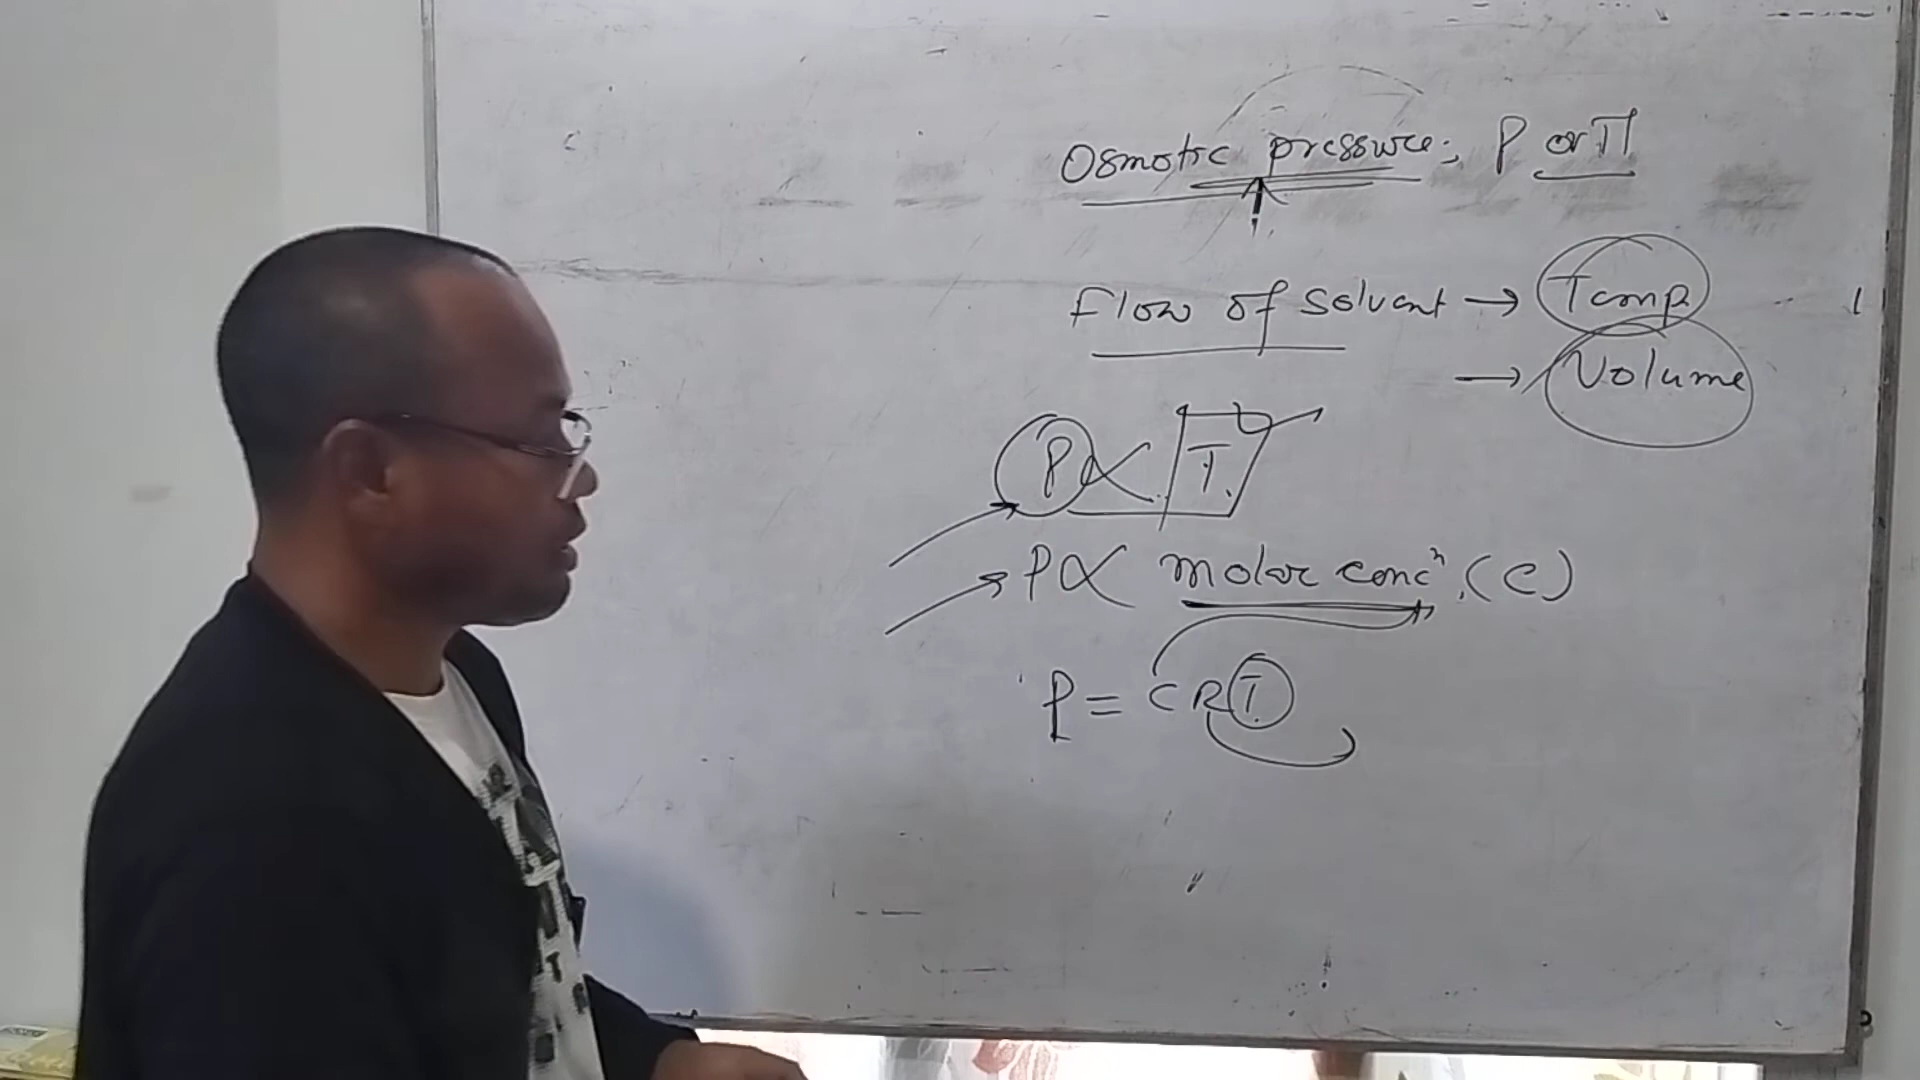 Osmotic pressure; P or π
Flow of solvent → Temp
→ Volume
P ∝ T.
P ∝ molar concⁿ. (C)
P = CRT.